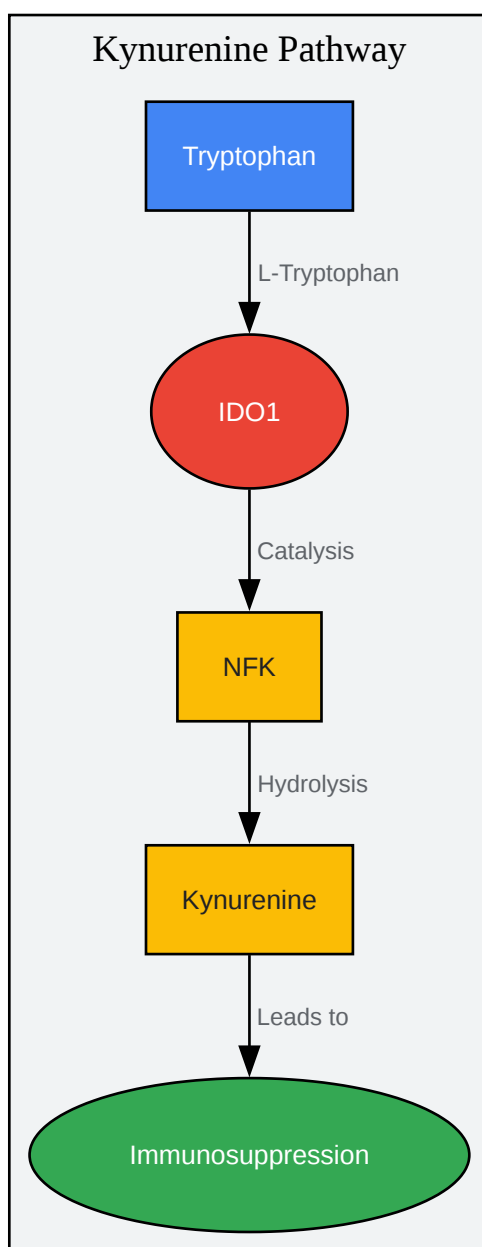 Kynurenine Pathway
Tryptophan
L-Tryptophan
IDO1
Catalysis
NFK
Hydrolysis
Kynurenine
Leads to
Immunosuppression